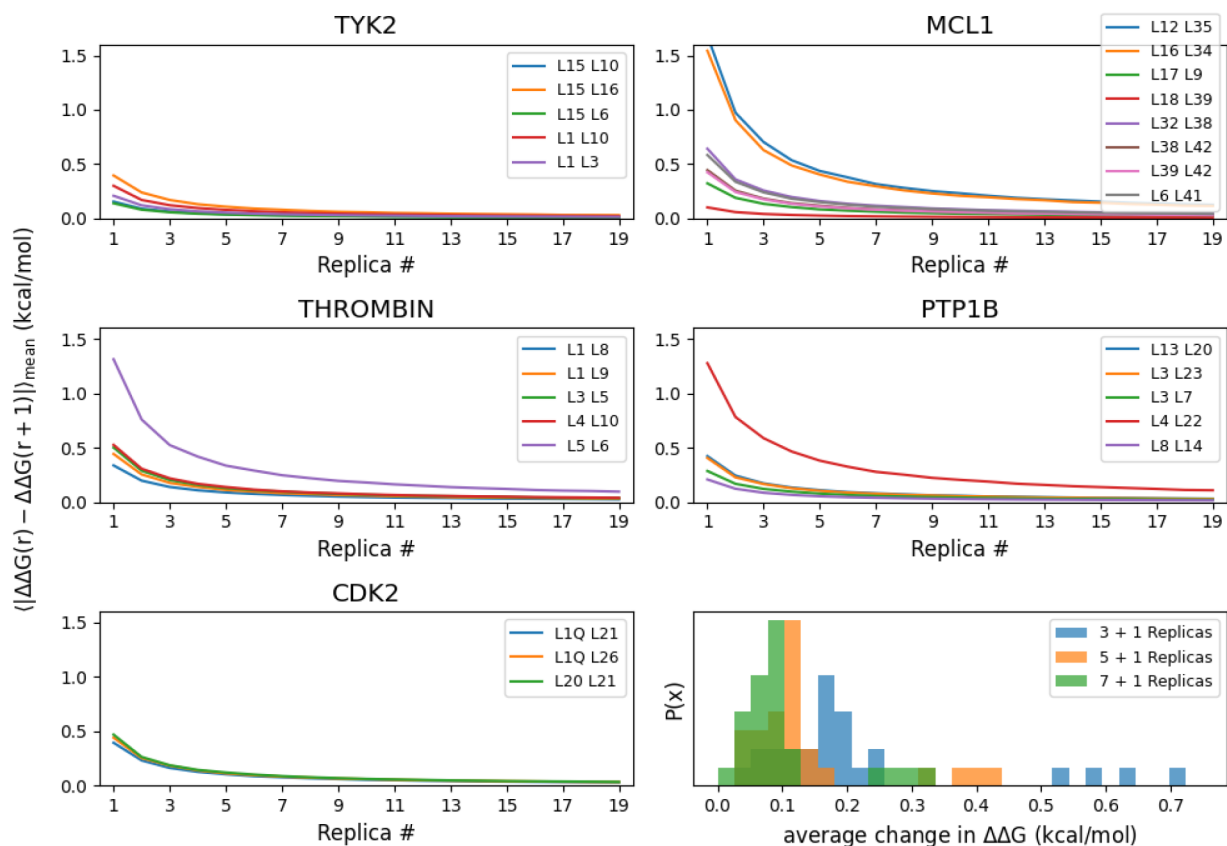 ⟨|ΔΔG(r) − ΔΔG(r + 1)|⟩mean (kcal/mol)
TYK2
1.5
1.0
0.5
0.0
1 3 5 7 9 11 13 15 17 19
Replica #
L15 L10
L15 L16
L15 L6
L1 L10
L1 L3
MCL1
1.5
1.0
0.5
0.0
1 3 5 7 9 11 13 15 17 19
Replica #
L12 L35
L16 L34
L17 L9
L18 L39
L32 L38
L38 L42
L39 L42
L6 L41
THROMBIN
1.5
1.0
0.5
0.0
1 3 5 7 9 11 13 15 17 19
Replica #
L1 L8
L1 L9
L3 L5
L4 L10
L5 L6
PTP1B
1.5
1.0
0.5
0.0
1 3 5 7 9 11 13 15 17 19
Replica #
L13 L20
L3 L23
L3 L7
L4 L22
L8 L14
CDK2
1.5
1.0
0.5
0.0
1 3 5 7 9 11 13 15 17 19
Replica #
L1Q L21
L1Q L26
L20 L21
P(x)
3 + 1 Replicas
5 + 1 Replicas
7 + 1 Replicas
0.0 0.1 0.2 0.3 0.4 0.5 0.6 0.7
average change in ΔΔG (kcal/mol)